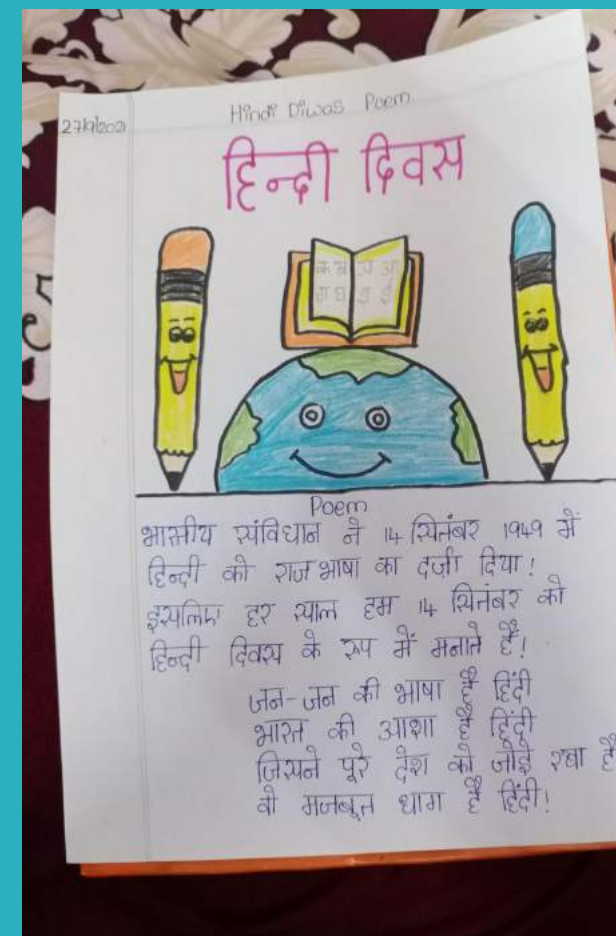 27/9/2021
Hindi Diwas Poem
हिन्दी दिवस
क ख अ आ
ग घ इ ई
Poem
भारतीय संविधान ने 14 सितंबर 1949 में
हिन्दी को राज भाषा का दर्ज़ा दिया!
इसलिए हर साल हम 14 सितंबर को
हिन्दी दिवस के रूप में मनाते हैं!
जन-जन की भाषा है हिंदी
भारत की आशा है हिंदी
जिसने पूरे देश को जोड़े रखा है
वो मजबूत धागा है हिंदी!